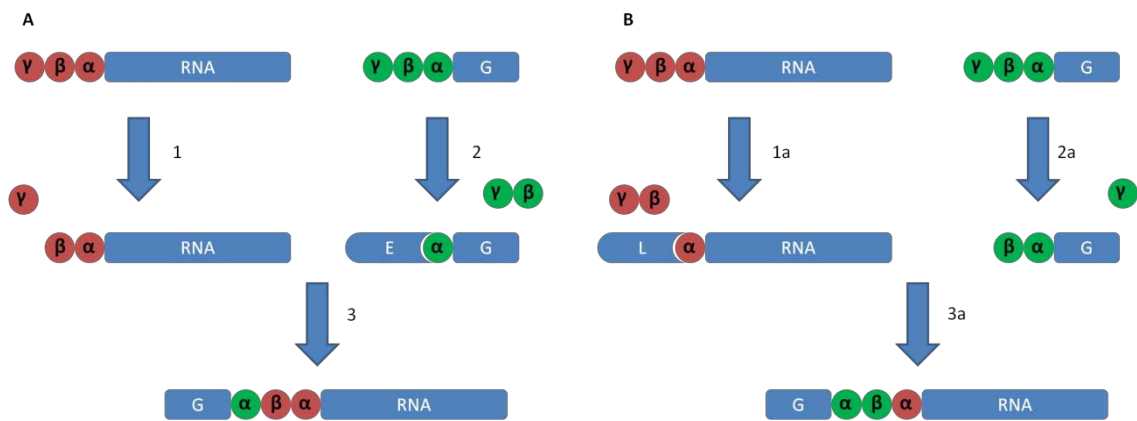 A
B
γ β α RNA
γ β α G
γ β α RNA
γ β α G
1
2
1a
2a
γ
γ β
γ β
γ
β α RNA
E α G
L α RNA
β α G
3
3a
G α β α RNA
G α β α RNA